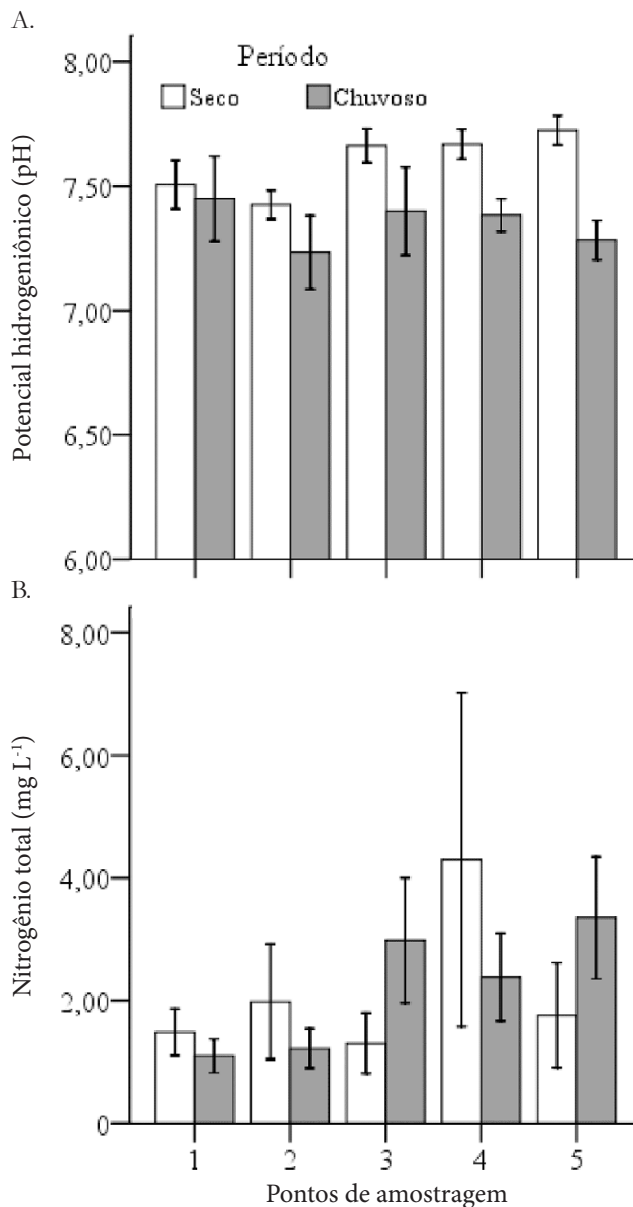 A.
Potencial hidrogeniônico (pH)
Período
Seco Chuvoso
8,00
7,50
7,00
6,50
6,00
B.
Nitrogênio total (mg L-1)
8,00
6,00
4,00
2,00
0
1 2 3 4 5
Pontos de amostragem